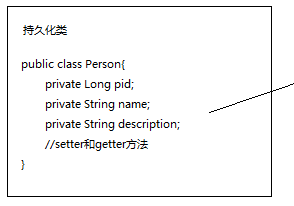 持久化类
public class Person{
private Long pid;
private String name;
private String description;
//setter和getter方法
}